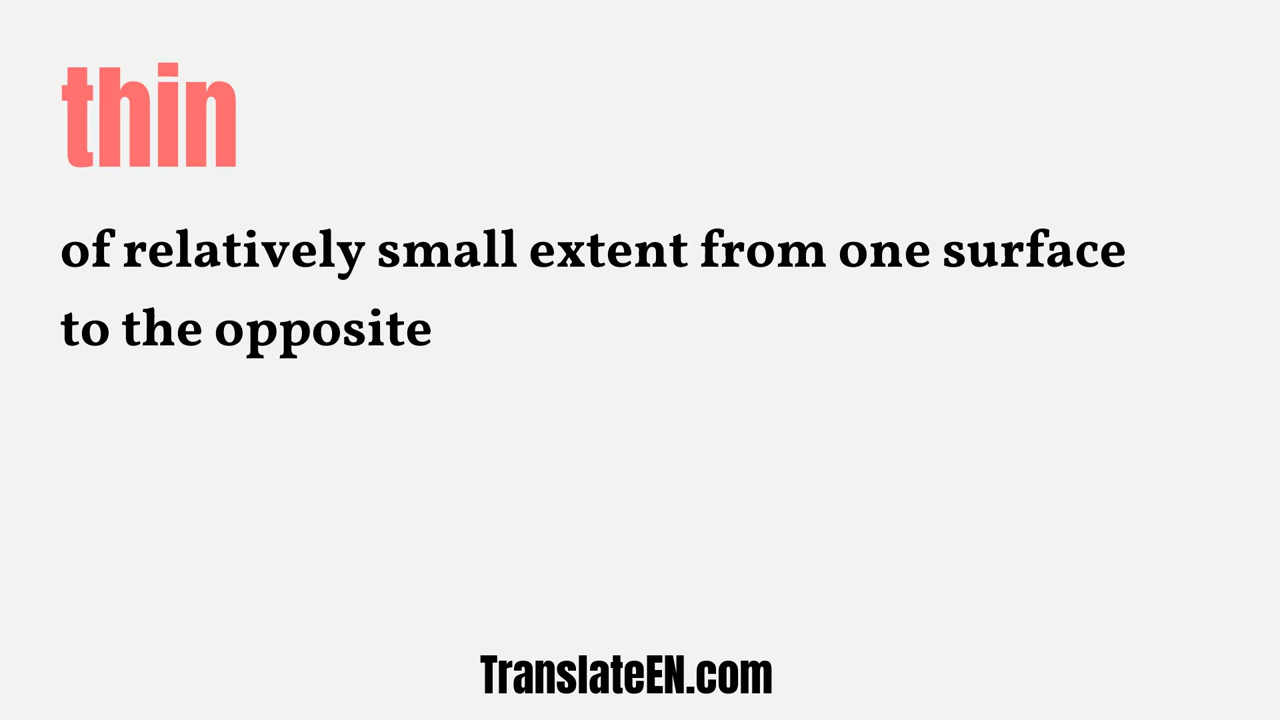 thin
of relatively small extent from one surface
to the opposite
TranslateEN.com